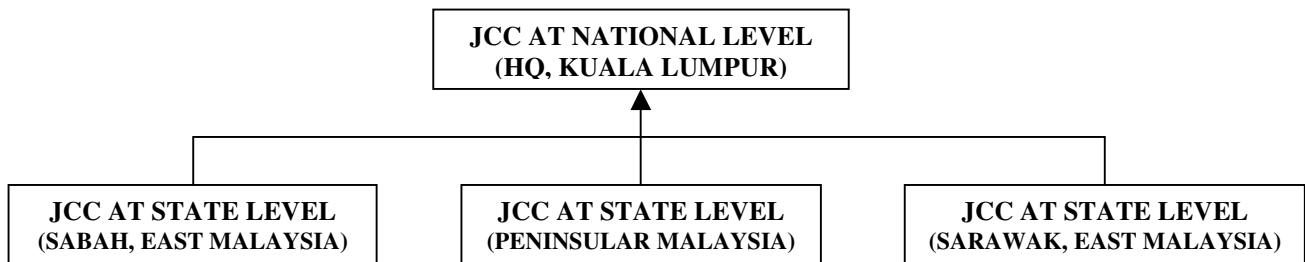 JCC AT NATIONAL LEVEL
(HQ, KUALA LUMPUR)
JCC AT STATE LEVEL
(SABAH, EAST MALAYSIA)
JCC AT STATE LEVEL
(PENINSULAR MALAYSIA)
JCC AT STATE LEVEL
(SARAWAK, EAST MALAYSIA)